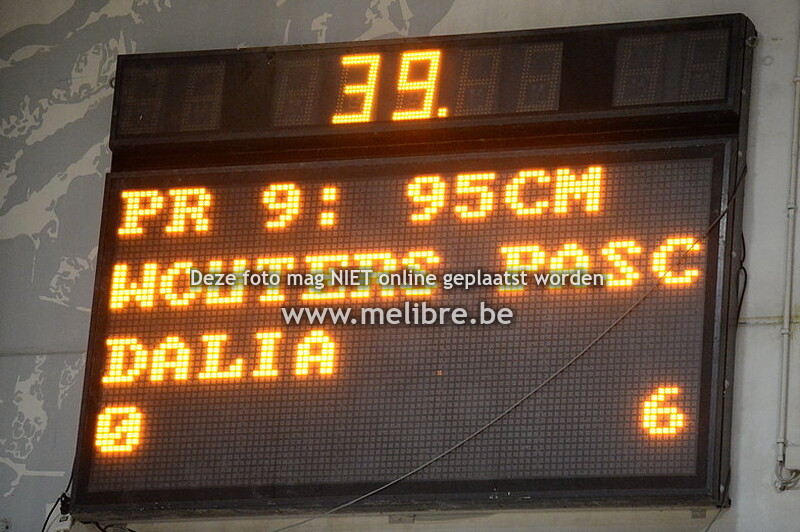 39.
PR 9: 95CM
WOUTERS PASC
Deze foto mag NIET online geplaatst worden
www.melibre.be
DALIA
0 6